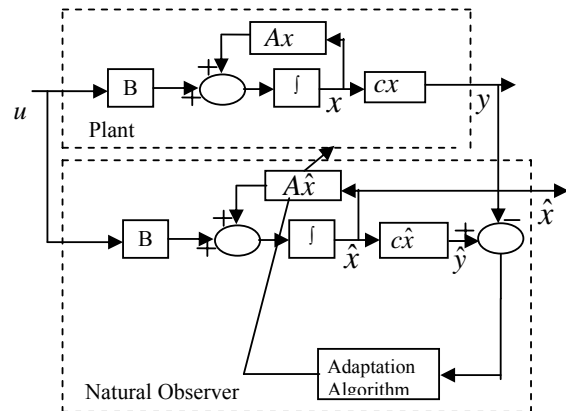 Ax
B
∫
cx
+
+
u
x
y
Plant
Ax̂
B
∫
cx̂
+
+
x̂
ŷ
+
−
x̂
Adaptation
Algorithm
Natural Observer